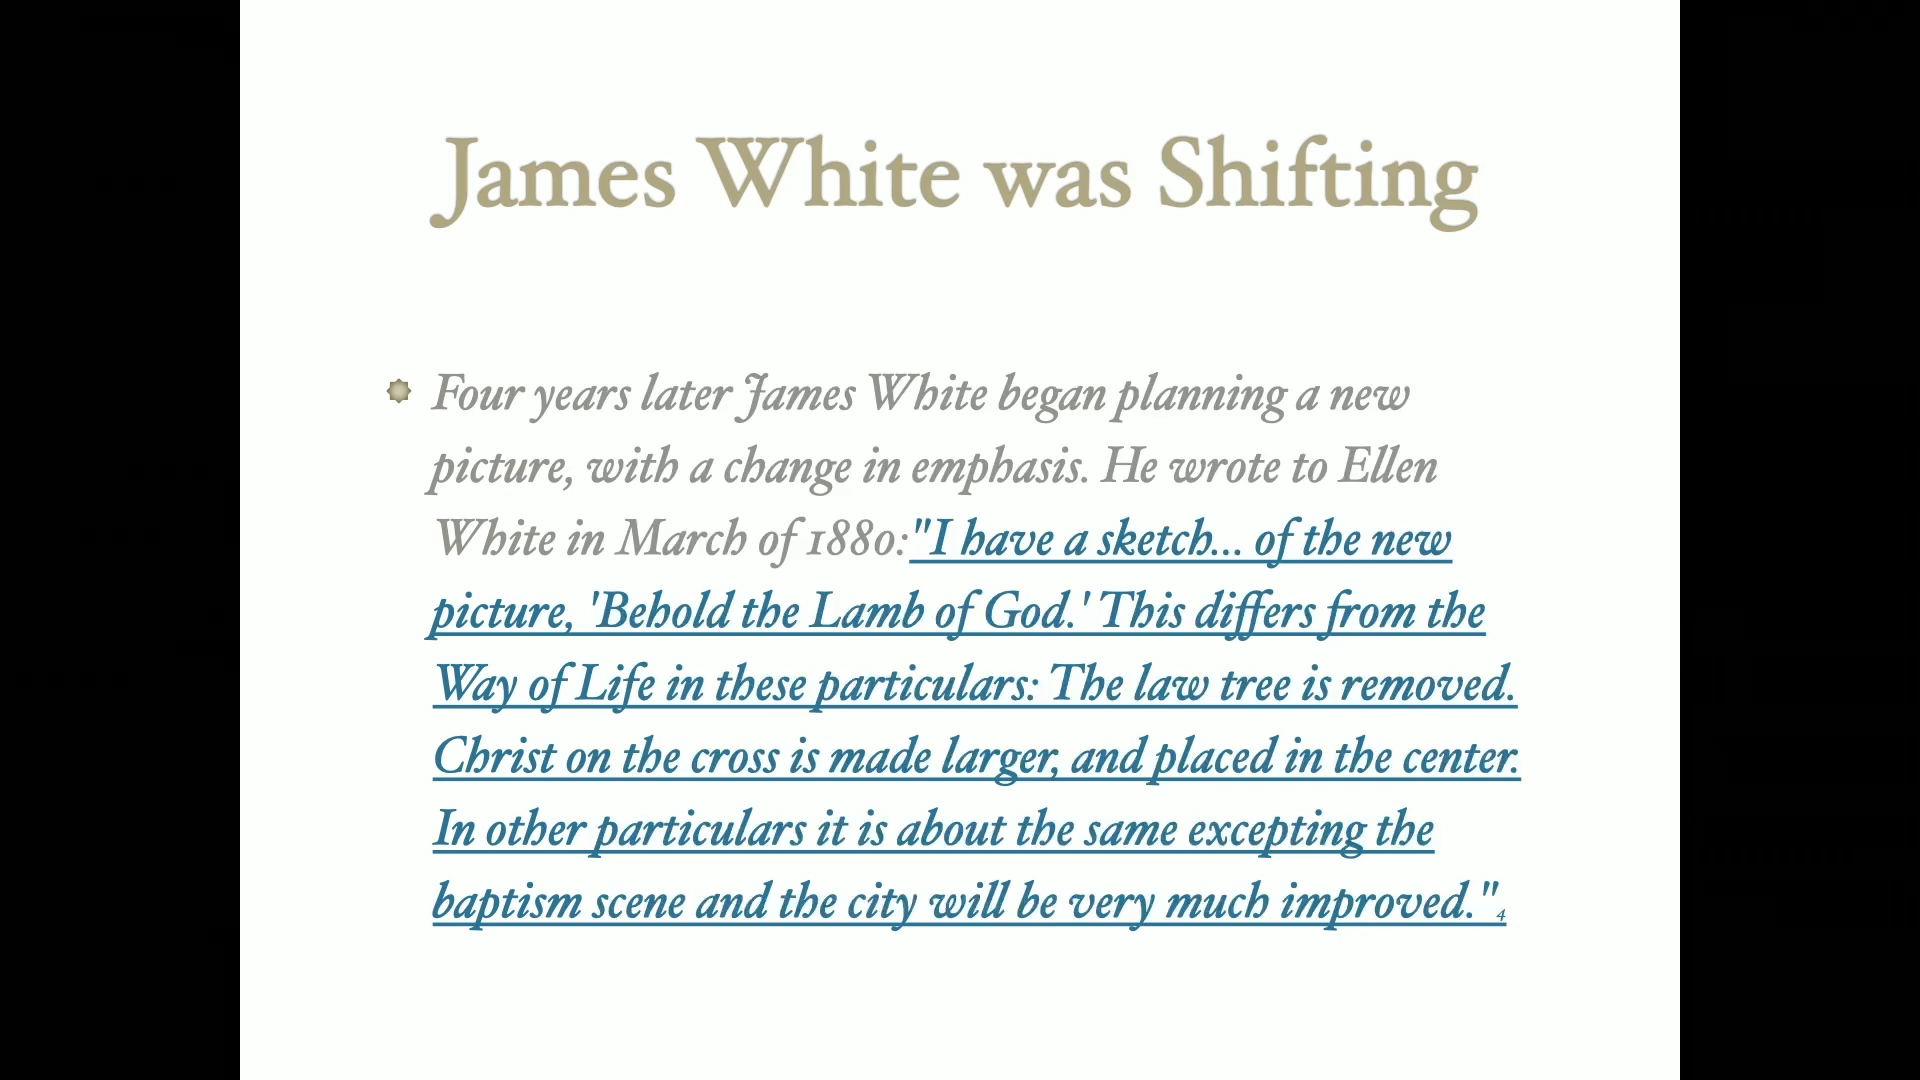 James White was Shifting
Four years later James White began planning a new
picture, with a change in emphasis. He wrote to Ellen
White in March of 1880:"I have a sketch... of the new
picture, 'Behold the Lamb of God.' This differs from the
Way of Life in these particulars: The law tree is removed.
Christ on the cross is made larger, and placed in the center.
In other particulars it is about the same excepting the
baptism scene and the city will be very much improved."4